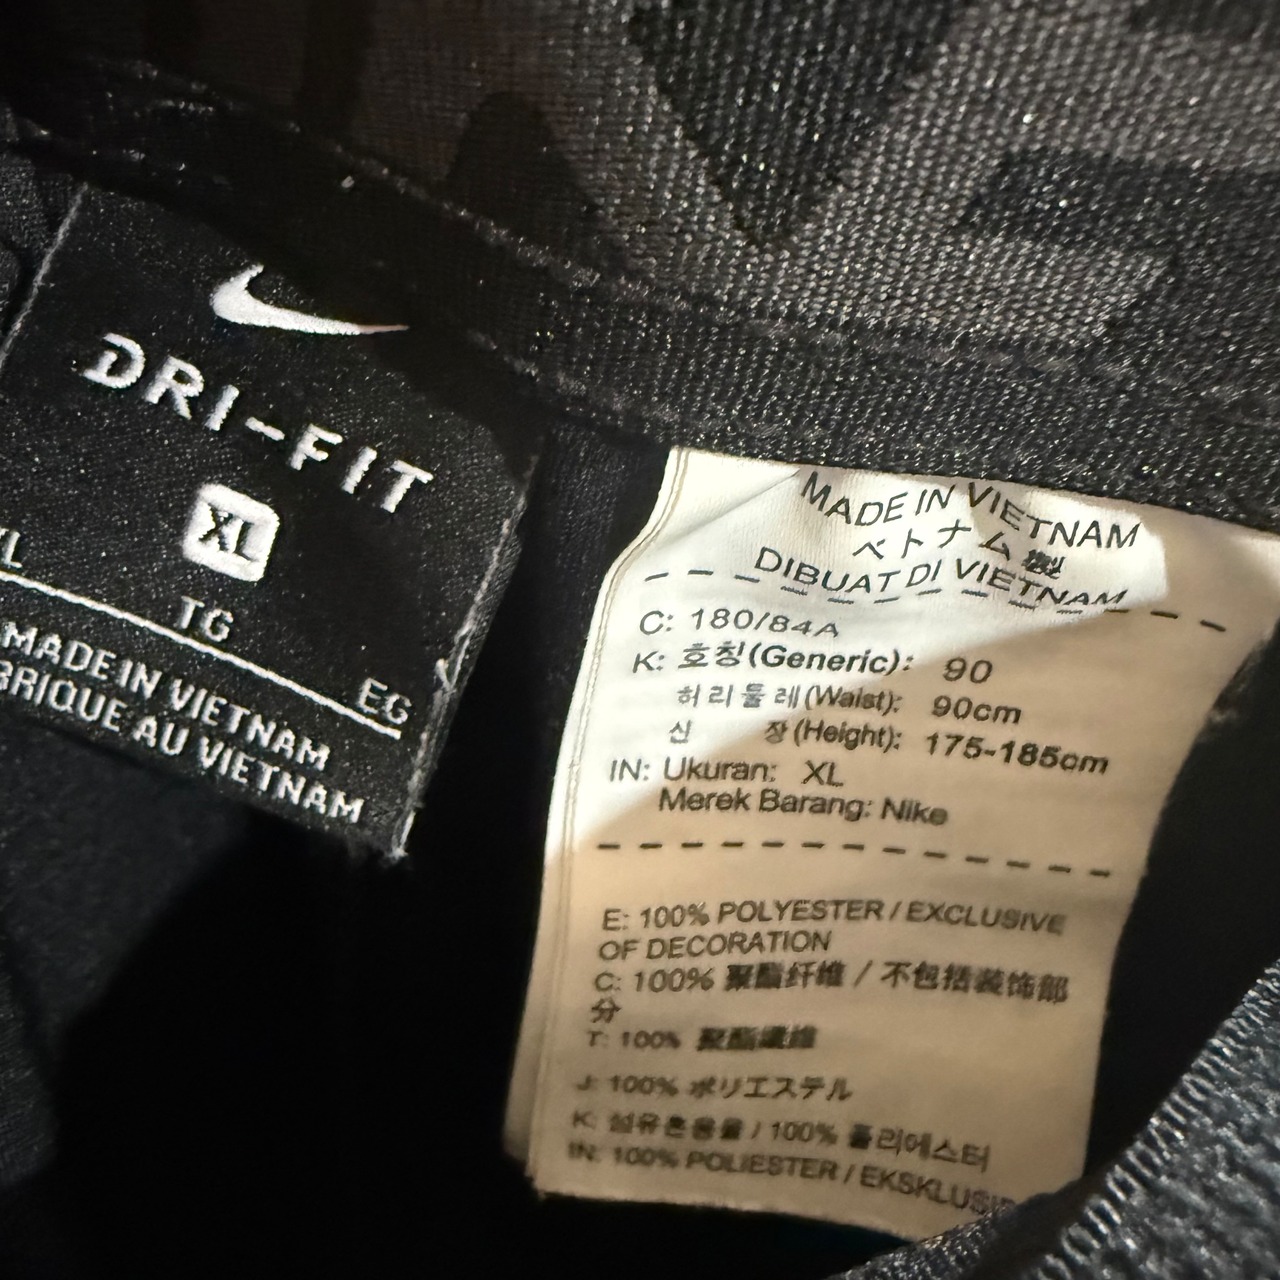 DRI-FIT
XL
XL
TG
EG
MADE IN VIETNAM
BRIQUE AU VIETNAM
MADE IN VIETNAM
ベトナム製
DIBUAT DI VIETNAM
C: 180/84A
K: 호칭(Generic): 90
허리둘레(Waist): 90cm
신 장(Height): 175-185cm
IN: Ukuran: XL
Merek Barang: Nike
E: 100% POLYESTER / EXCLUSIVE
OF DECORATION
C: 100% 聚酯纤维 / 不包括装饰部
分
T: 100% 聚酯纖維
J: 100% ポリエステル
K: 섬유혼용율 / 100% 폴리에스터
IN: 100% POLIESTER / EKSKLUSIF